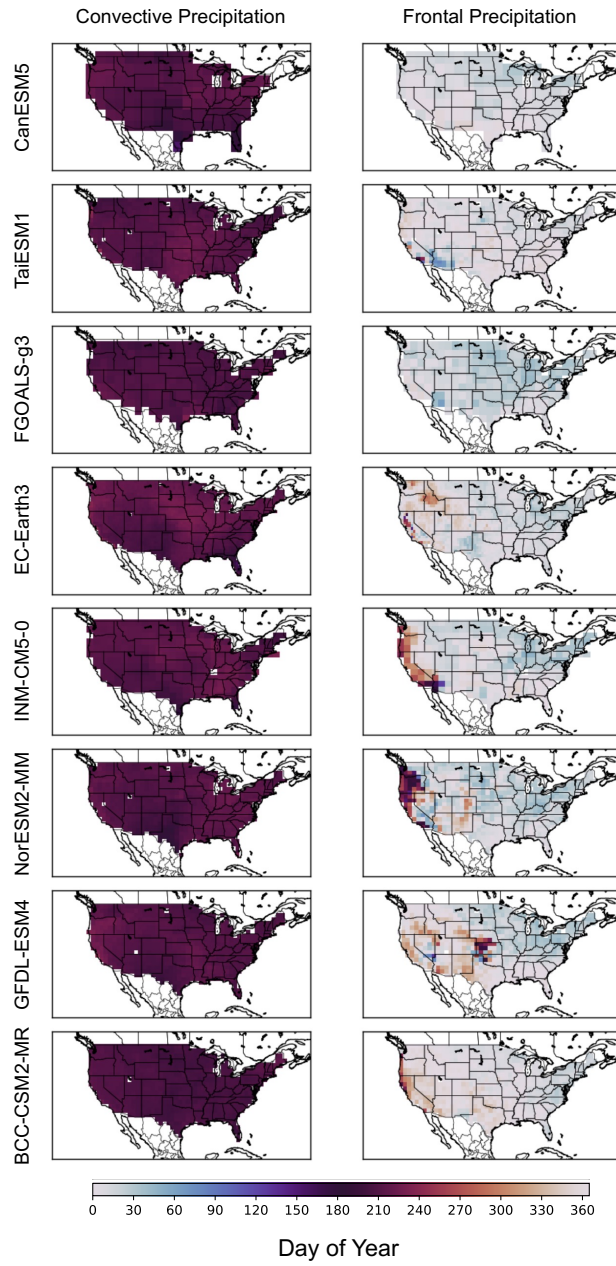 Convective Precipitation
Frontal Precipitation
CanESM5
TaiESM1
FGOALS-g3
EC-Earth3
INM-CM5-0
NorESM2-MM
GFDL-ESM4
BCC-CSM2-MR
0 30 60 90 120 150 180 210 240 270 300 330 360
Day of Year